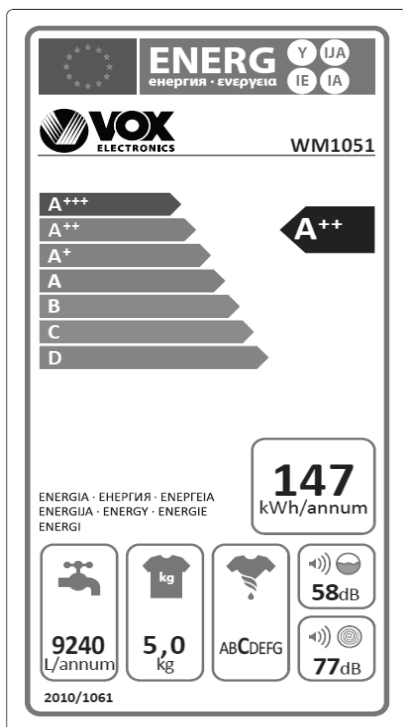 ENERG Y IJA
енергия · ενεργεια IE IA
VOX
ELECTRONICS
WM1051
A+++
A++ A++
A+
A
B
C
D
ENERGIA · ЕНЕРГИЯ · ΕΝΕΡΓΕΙΑ
ENERGIJA · ENERGY · ENERGIE
ENERGI
147
kWh/annum
kg
9240
L/annum
5,0
kg
ABCDEFG
58dB
77dB
2010/1061